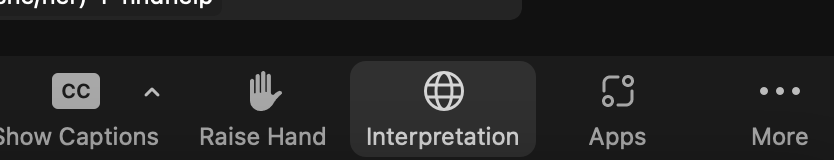 CC
Show Captions Raise Hand Interpretation Apps More